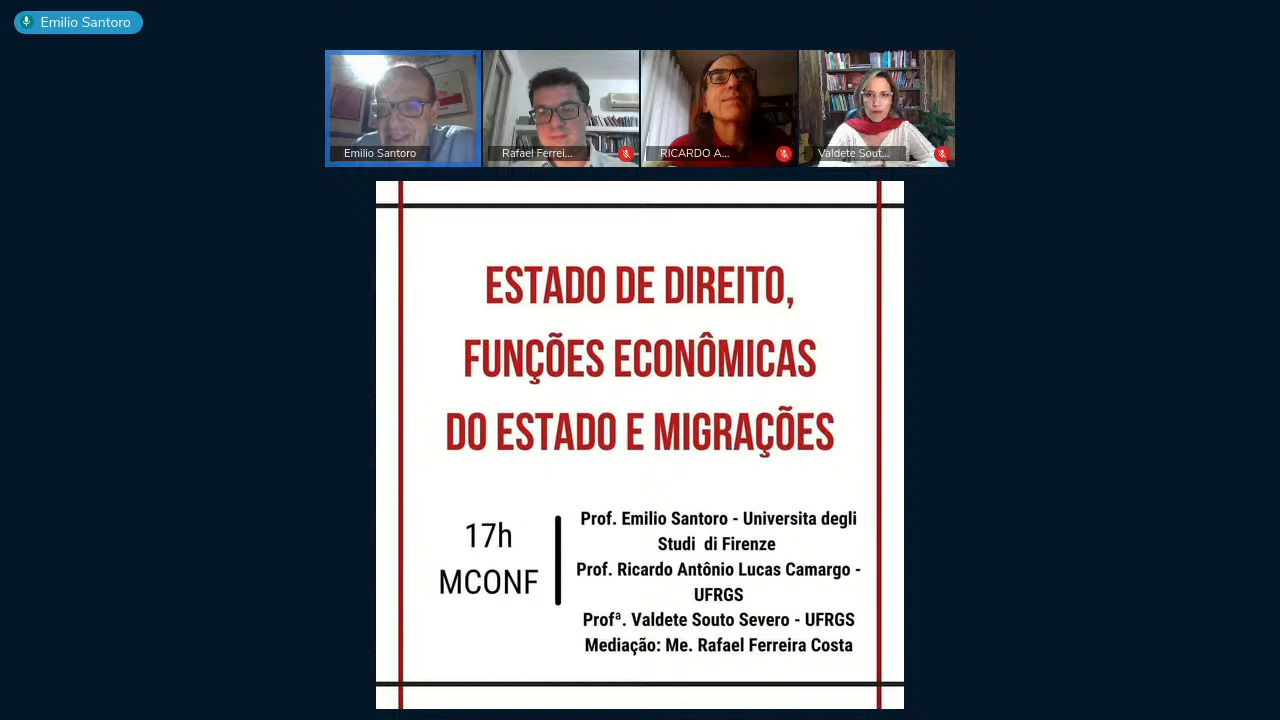 Emilio Santoro
Emilio Santoro
Rafael Ferrei...
RICARDO A...
Valdete Sout...
ESTADO DE DIREITO,
FUNÇÕES ECONÔMICAS
DO ESTADO E MIGRAÇÕES
17h
MCONF
Prof. Emilio Santoro - Universita degli
Studi di Firenze
Prof. Ricardo Antônio Lucas Camargo -
UFRGS
Profª. Valdete Souto Severo - UFRGS
Mediação: Me. Rafael Ferreira Costa